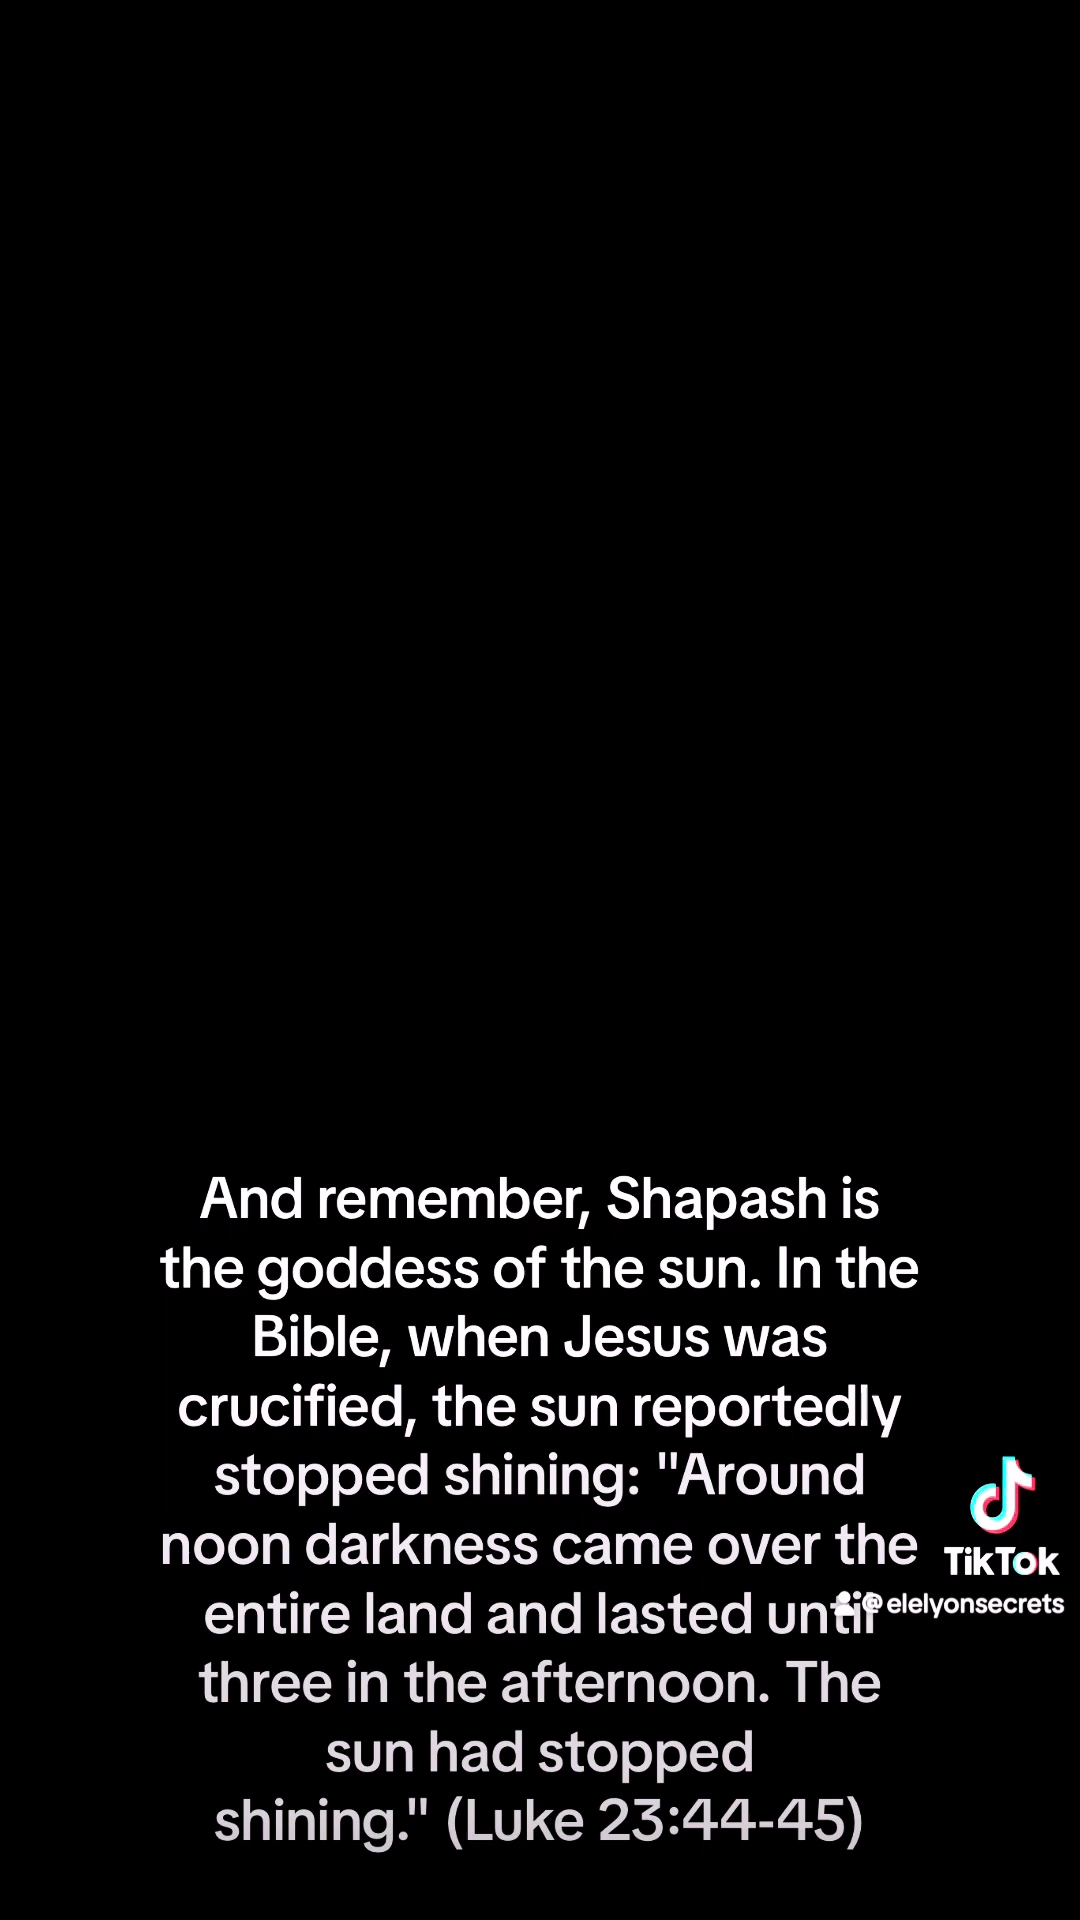 And remember, Shapash is
the goddess of the sun. In the
Bible, when Jesus was
crucified, the sun reportedly
stopped shining: "Around
noon darkness came over the
entire land and lasted until
three in the afternoon. The
sun had stopped
shining." (Luke 23:44-45)
TikTok
@elelyonsecrets